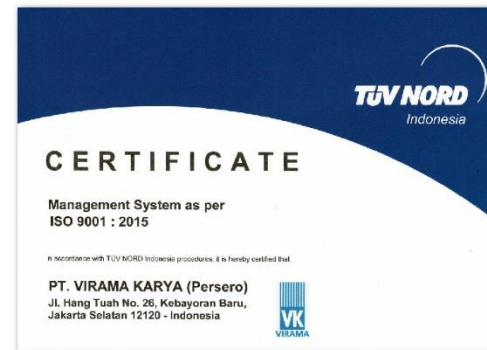 TÜV NORD
Indonesia
CERTIFICATE
Management System as per
ISO 9001 : 2015
In accordance with TÜV NORD Indonesia procedures, it is hereby certified that
PT. VIRAMA KARYA (Persero)
Jl. Hang Tuah No. 26, Kebayoran Baru,
Jakarta Selatan 12120 - Indonesia
VK
VIRAMA